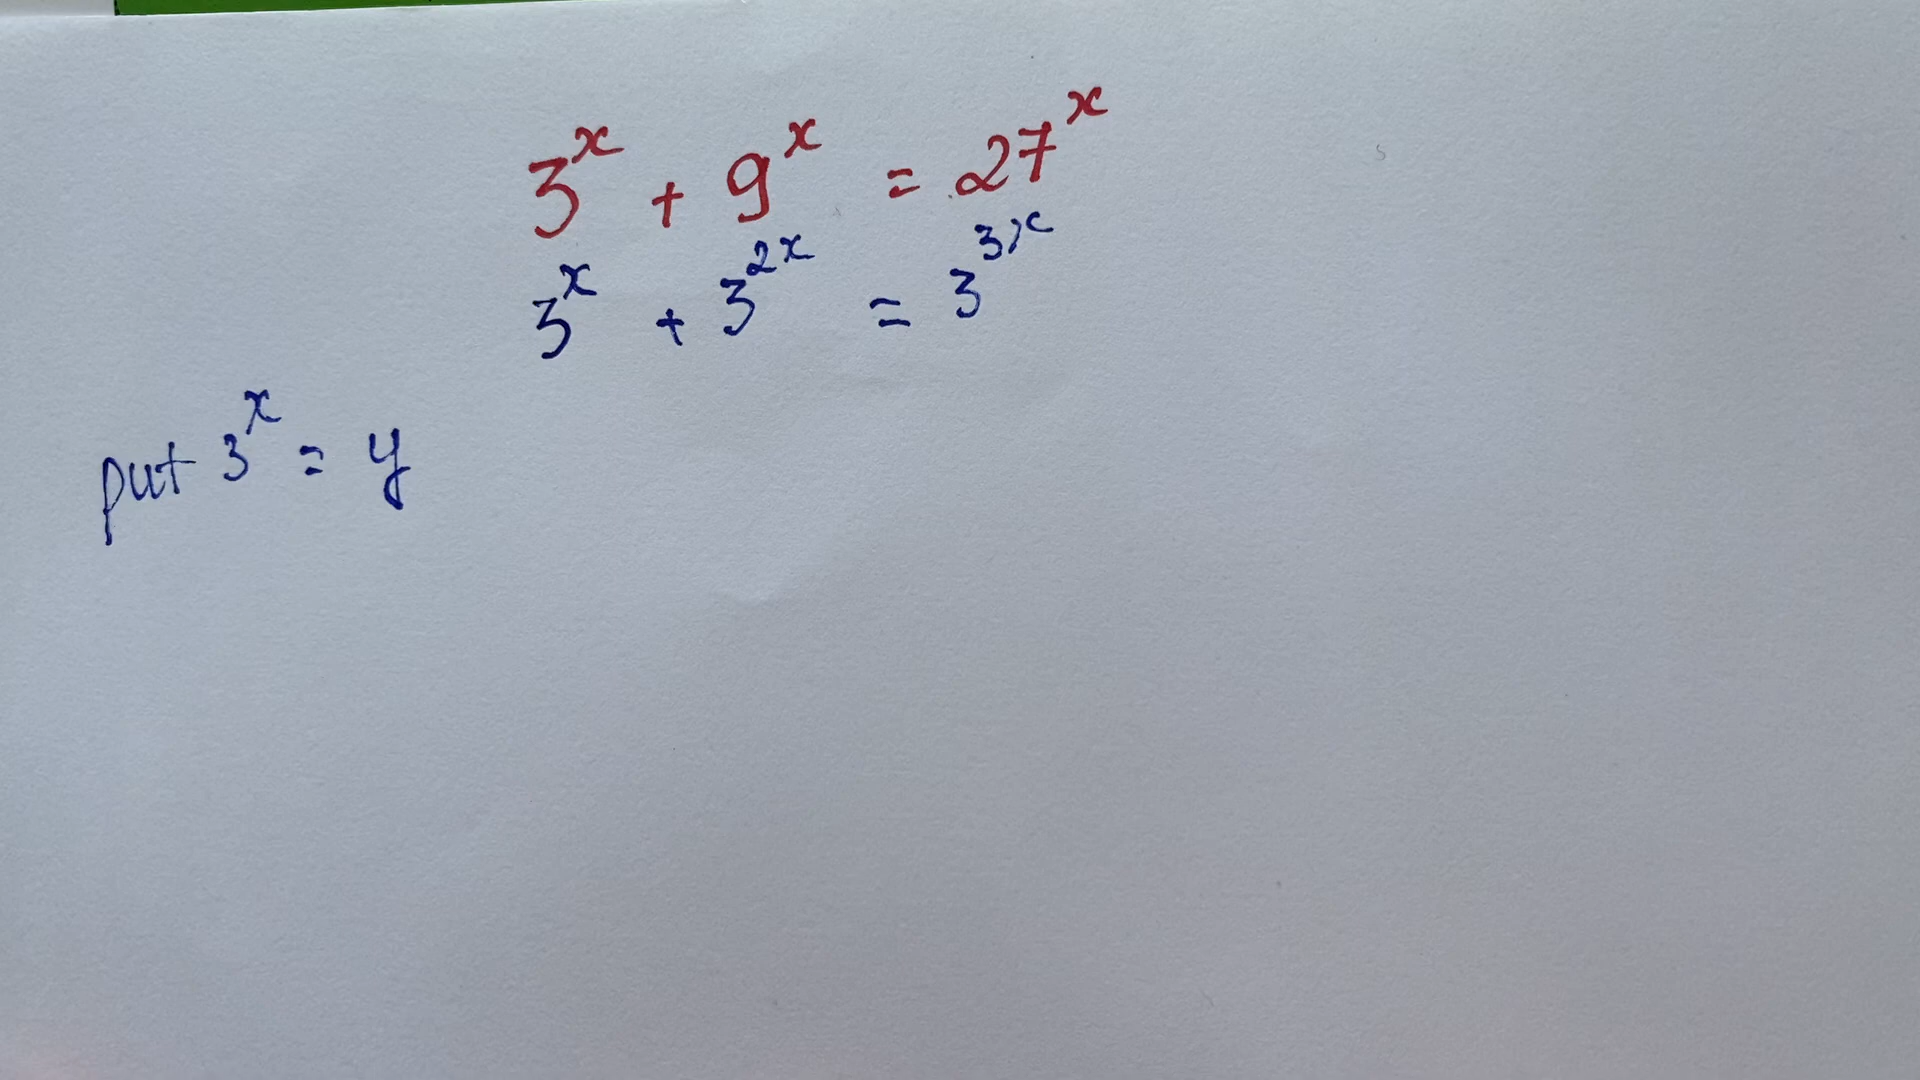 3^x + 9^x = 27^x
3^x + 3^2x = 3^3x
put 3^x = y